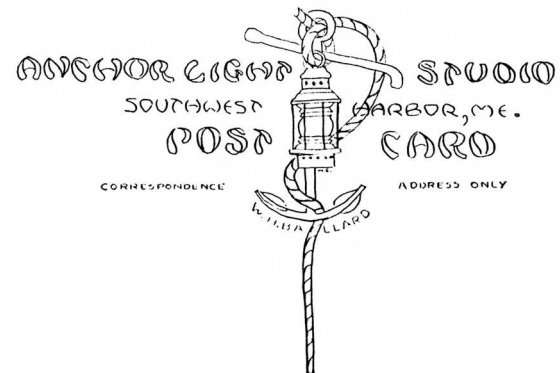 ANCHOR LIGHT STUDIO
SOUTHWEST HARBOR, ME.
POST CARD
CORRESPONDENCE ADDRESS ONLY
W.H. BALLARD